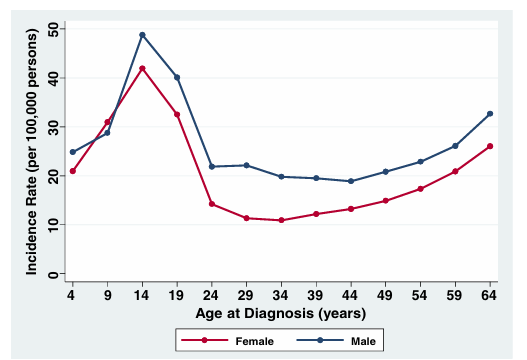 Incidence Rate (per 100,000 persons)
50
40
30
20
10
0
4 9 14 19 24 29 34 39 44 49 54 59 64
Age at Diagnosis (years)
Female Male